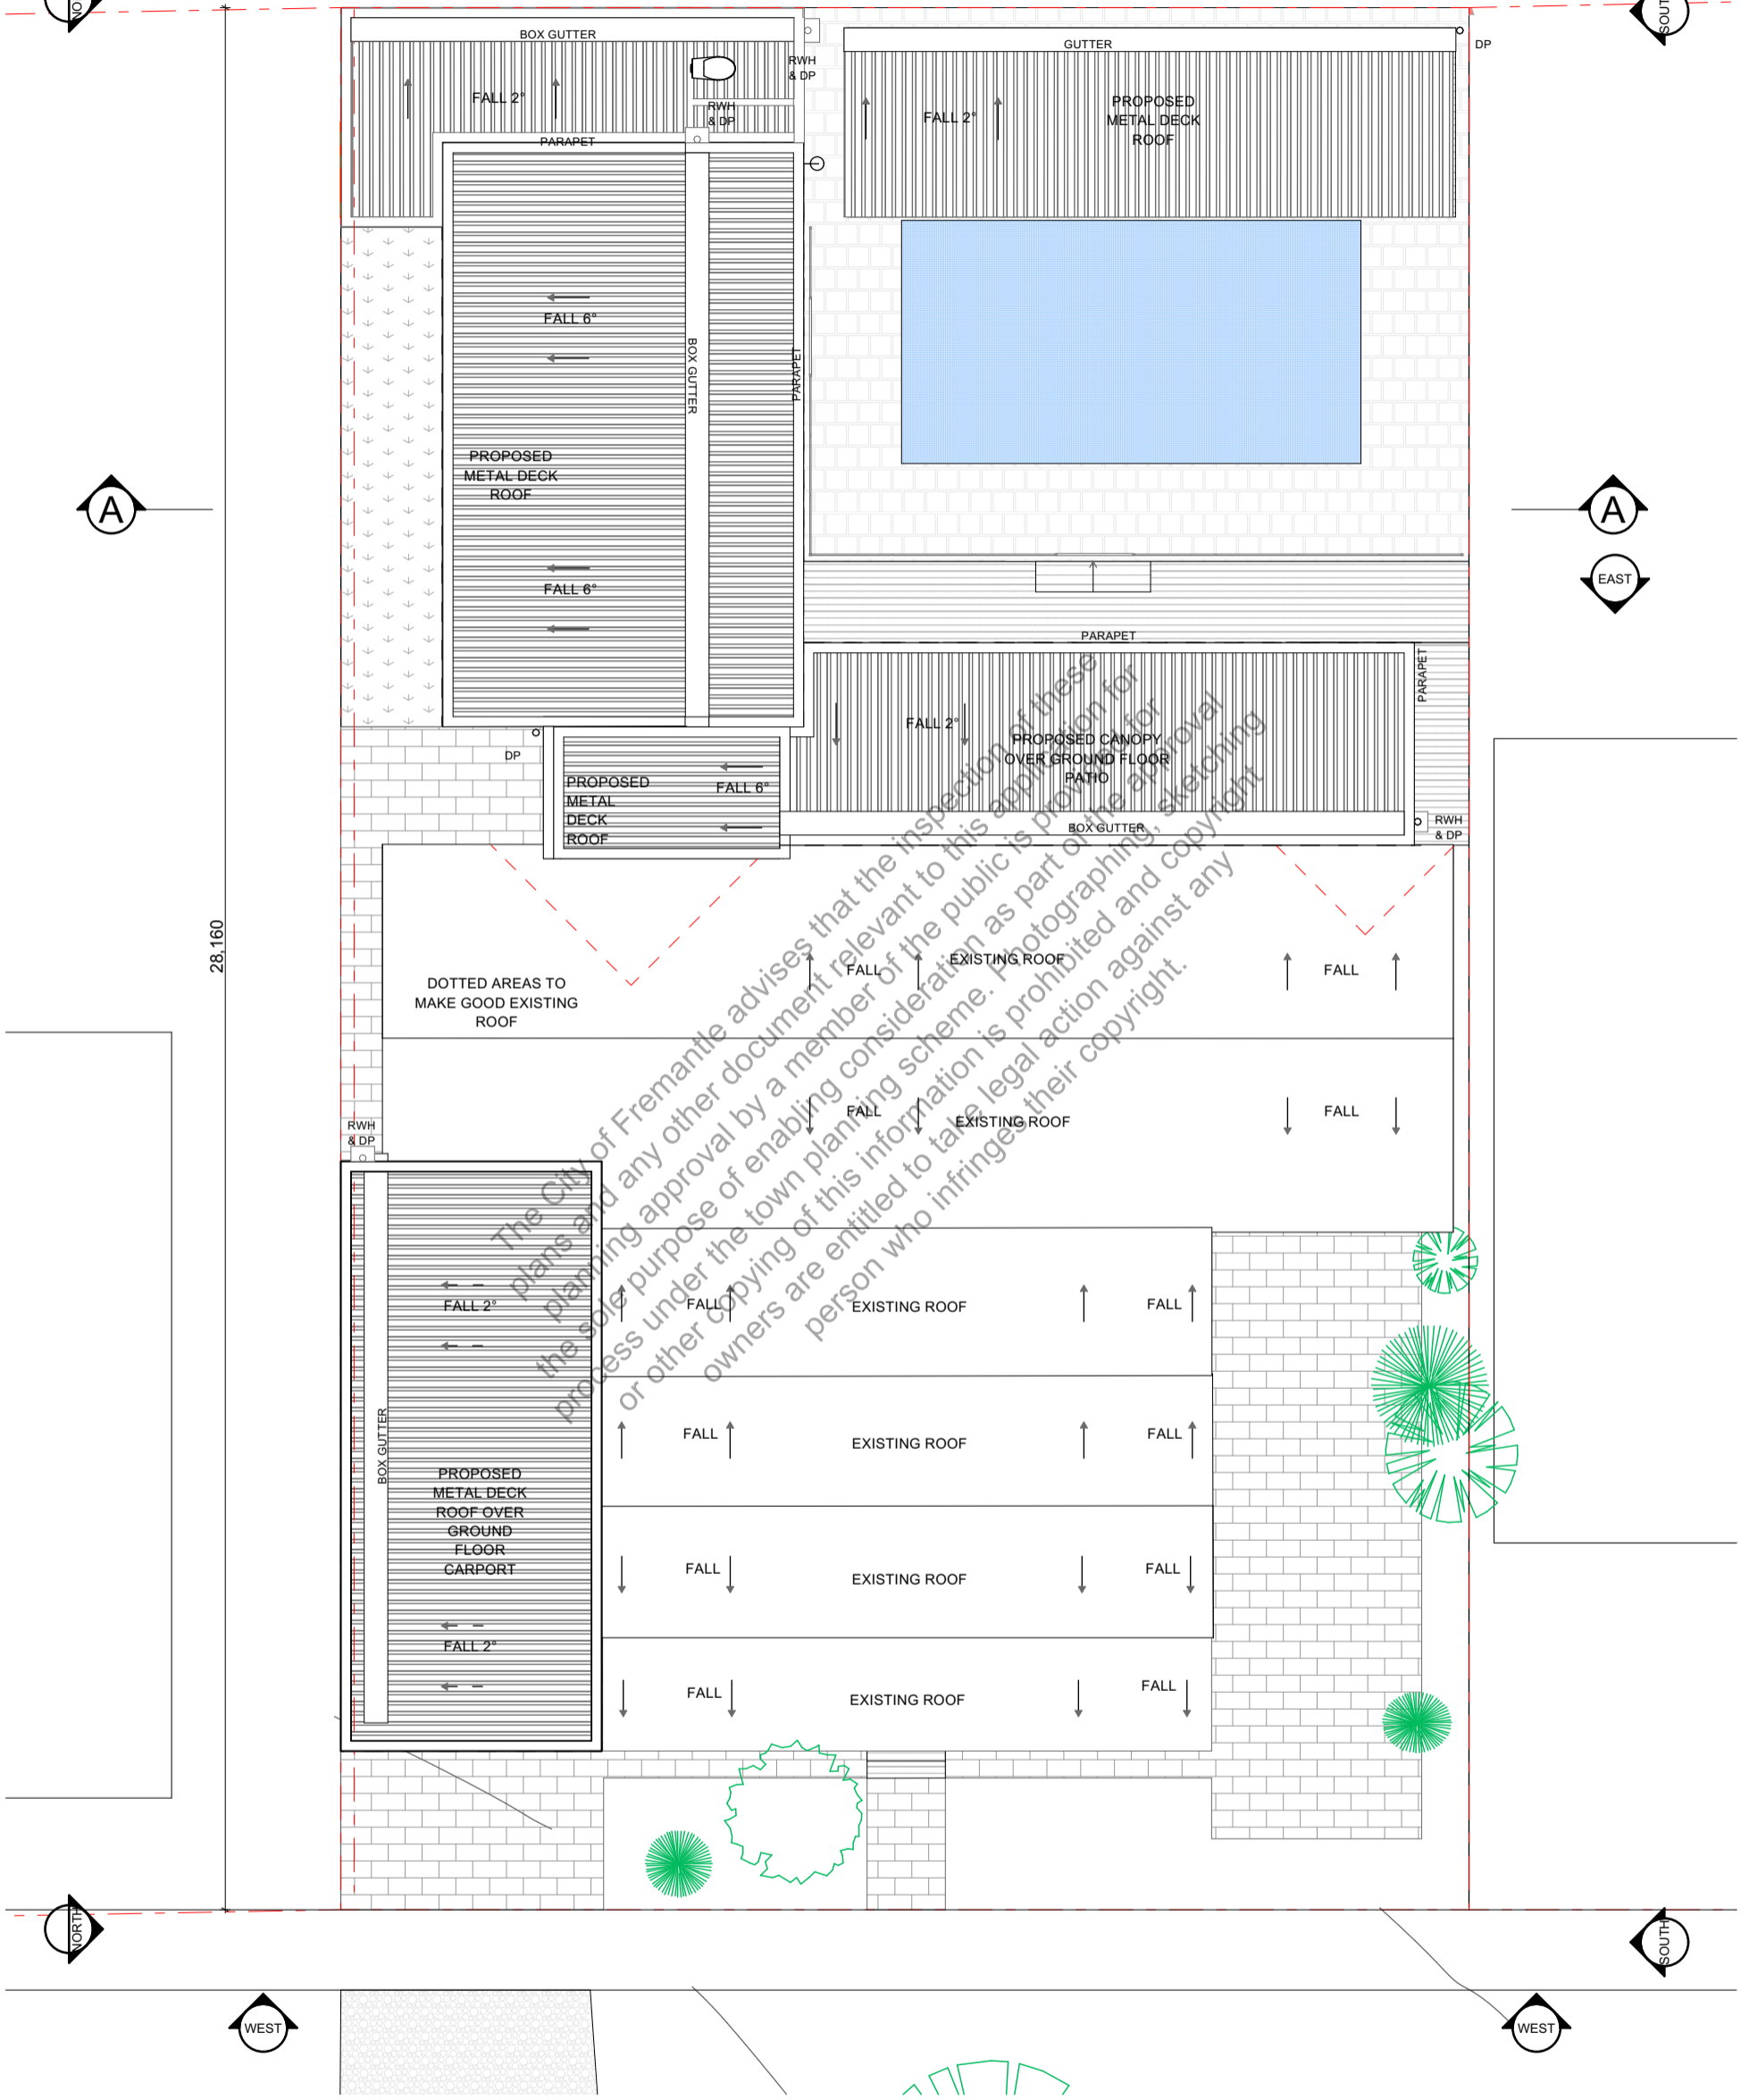 NO
SOUT
BOX GUTTER
GUTTER
DP
RWH
& DP
FALL 2°
RWH
& DP
PROPOSED
METAL DECK
ROOF
FALL 2°
PARAPET
FALL 6°
BOX GUTTER
PARAPET
PROPOSED
METAL DECK
ROOF
A
A
EAST
FALL 6°
PARAPET
PARAPET
FALL 2°
PROPOSED CANOPY
OVER GROUND FLOOR
PATIO
DP
PROPOSED
METAL
DECK
ROOF
FALL 6°
BOX GUTTER
RWH
& DP
28,160
DOTTED AREAS TO
MAKE GOOD EXISTING
ROOF
FALL
EXISTING ROOF
FALL
FALL
EXISTING ROOF
FALL
RWH
& DP
The City of Fremantle advises that the inspection of these
plans and any other document relevant to this application for
planning approval by a member of the public is provided for
the sole purpose of enabling consideration as part of the approval
process under the town planning scheme. Photographing, sketching
or other copying of this information is prohibited and copyright
owners are entitled to take legal action against any
person who infringes their copyright.
FALL 2°
FALL
EXISTING ROOF
FALL
BOX GUTTER
FALL
EXISTING ROOF
FALL
PROPOSED
METAL DECK
ROOF OVER
GROUND
FLOOR
CARPORT
FALL
EXISTING ROOF
FALL
FALL 2°
FALL
EXISTING ROOF
FALL
NORTH
SOUTH
WEST
WEST